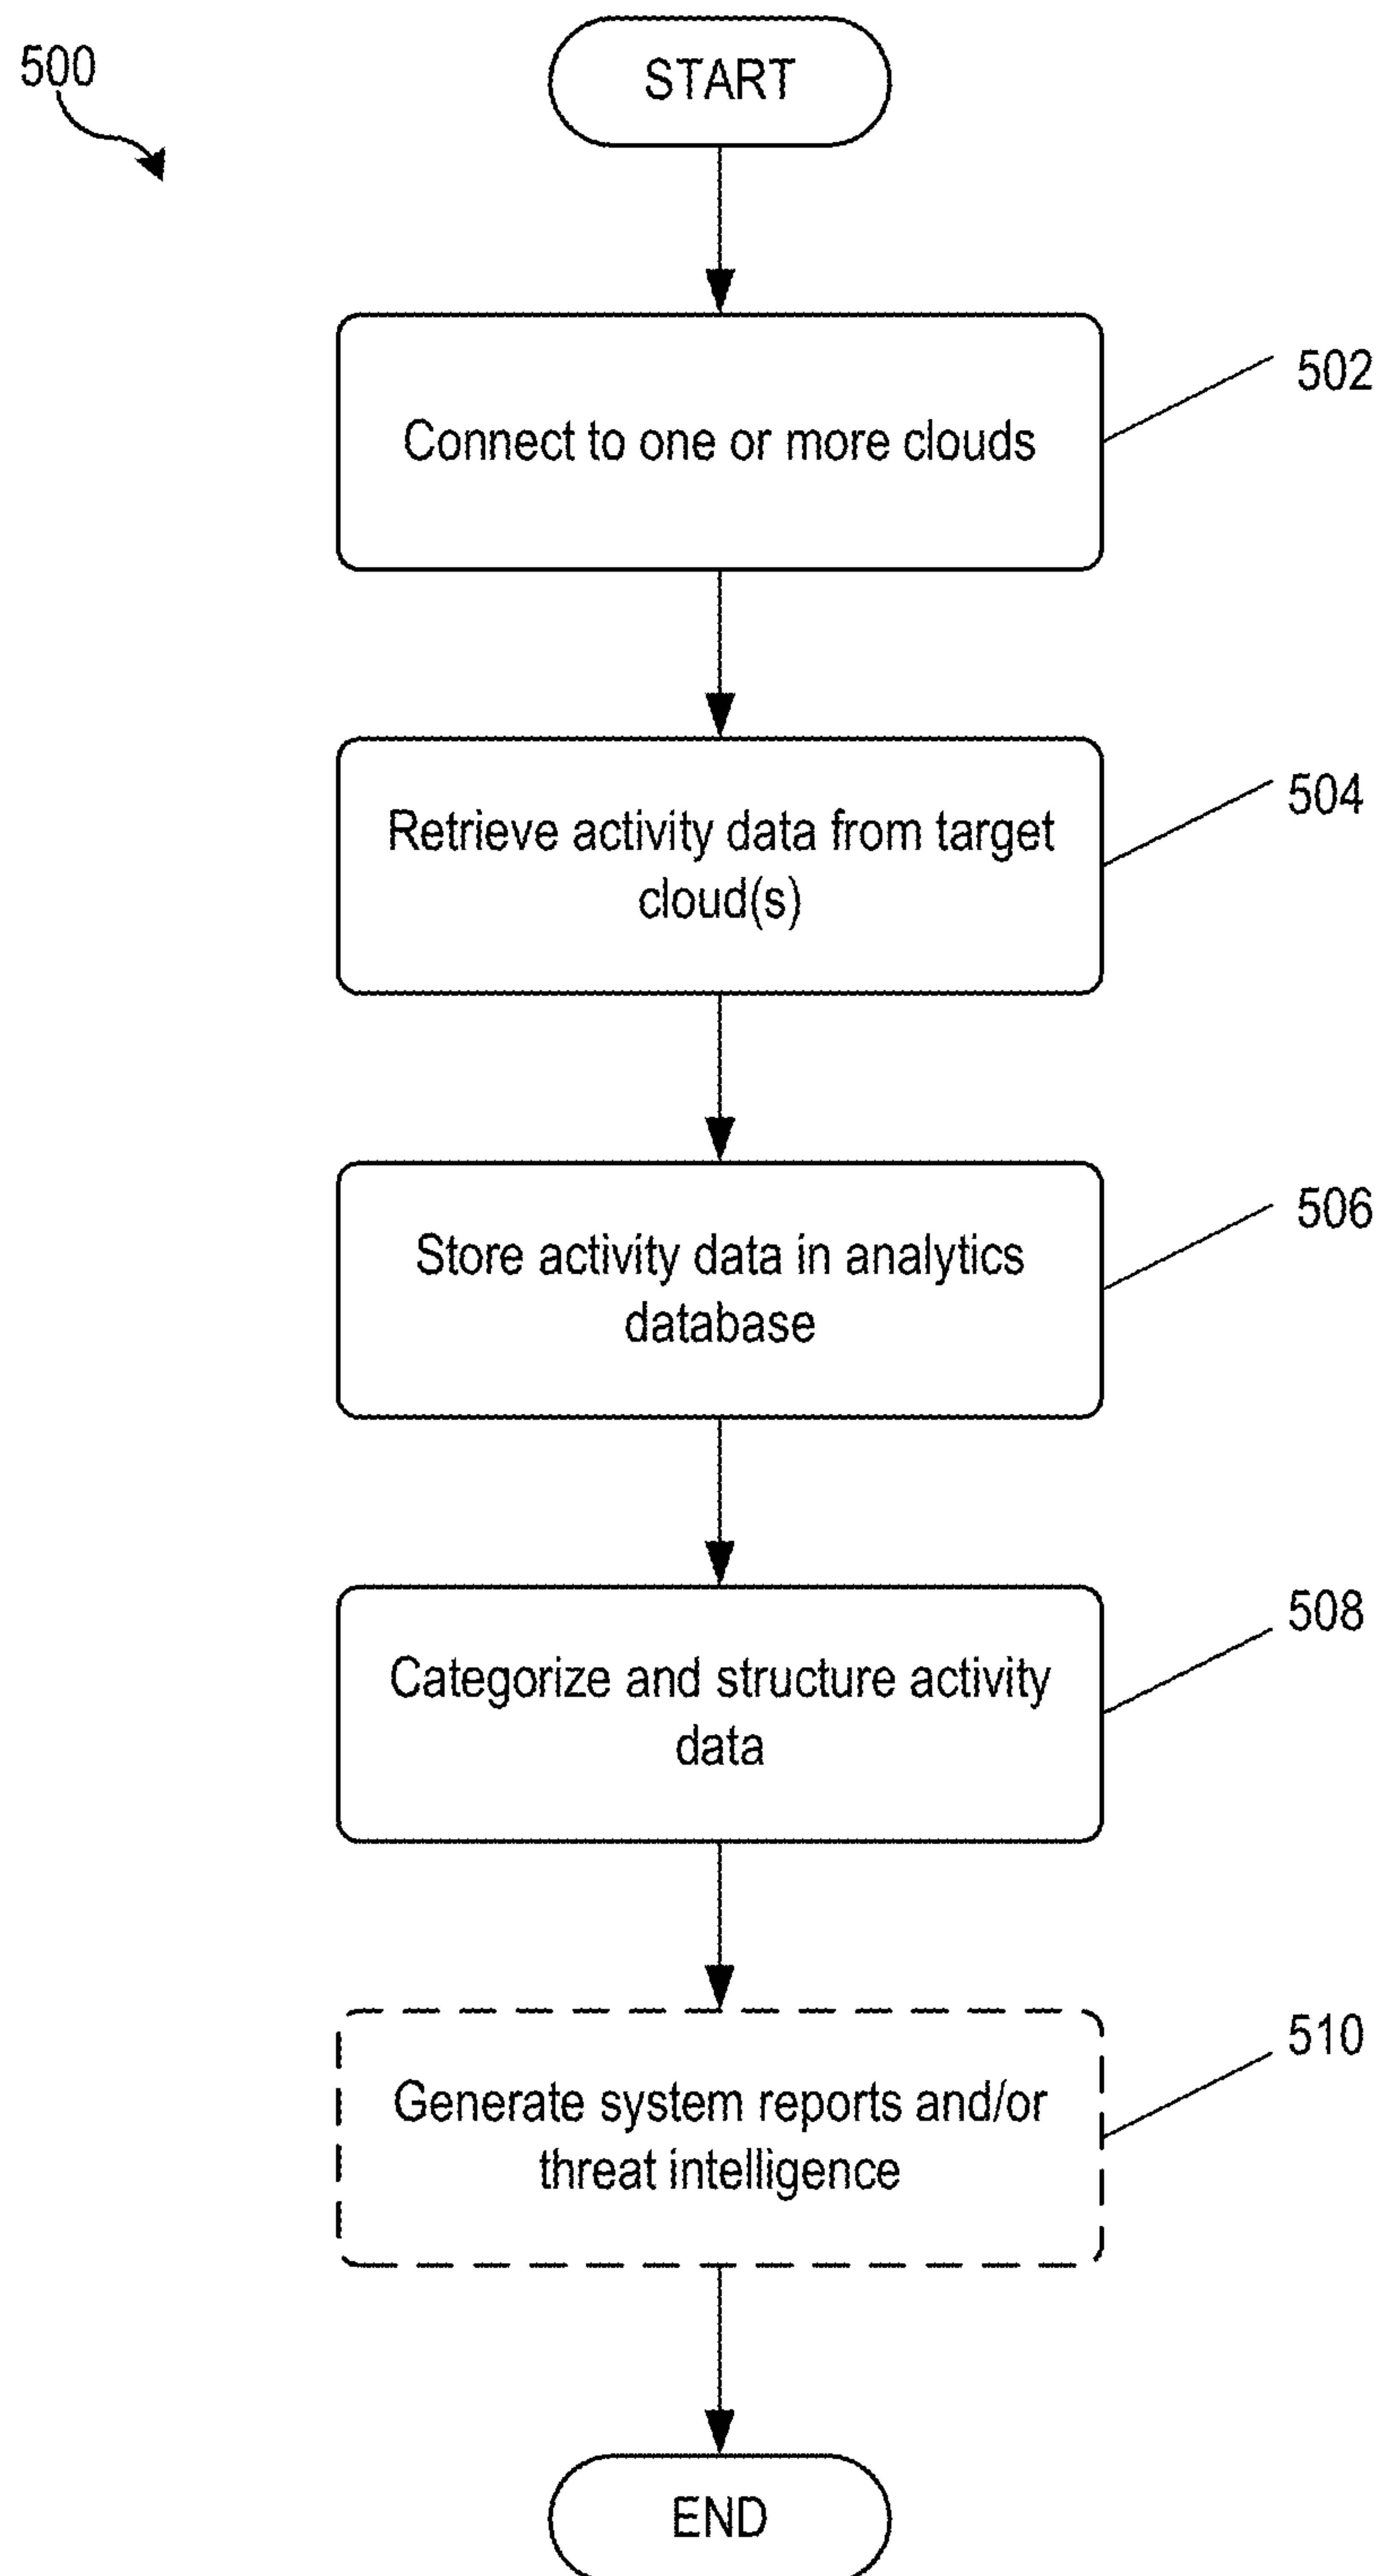 500
START
Connect to one or more clouds
502
Retrieve activity data from target
cloud(s)
504
Store activity data in analytics
database
506
Categorize and structure activity
data
508
Generate system reports and/or
threat intelligence
510
END